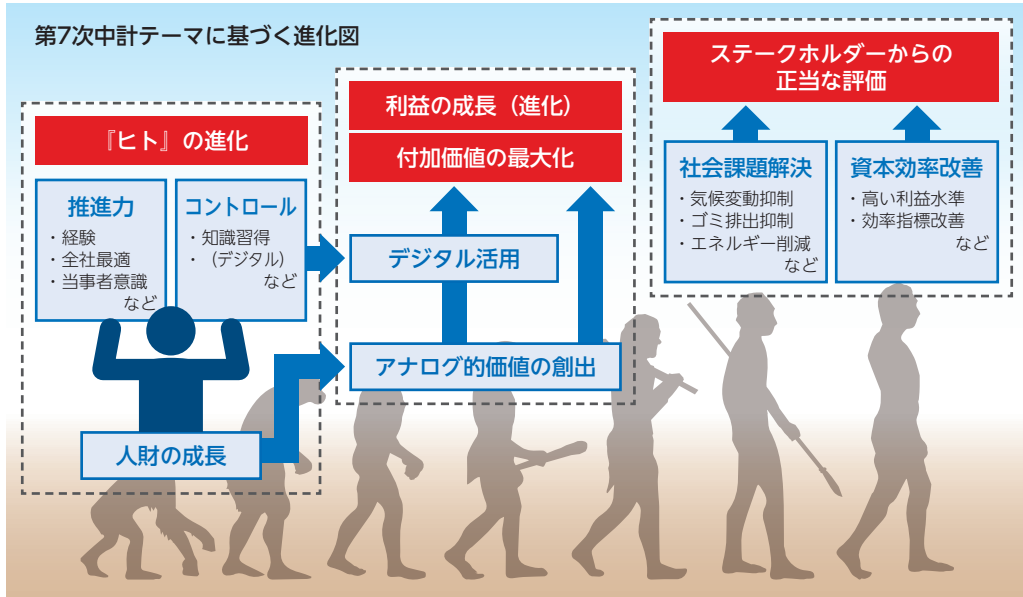 第7次中計テーマに基づく進化図
『ヒト』の進化
推進力
・経験
・全社最適
・当事者意識
など
コントロール
・知識習得
・(デジタル)
など
人財の成長
利益の成長（進化）
付加価値の最大化
デジタル活用
アナログ的価値の創出
ステークホルダーからの
正当な評価
社会課題解決
・気候変動抑制
・ゴミ排出抑制
・エネルギー削減
など
資本効率改善
・高い利益水準
・効率指標改善
など